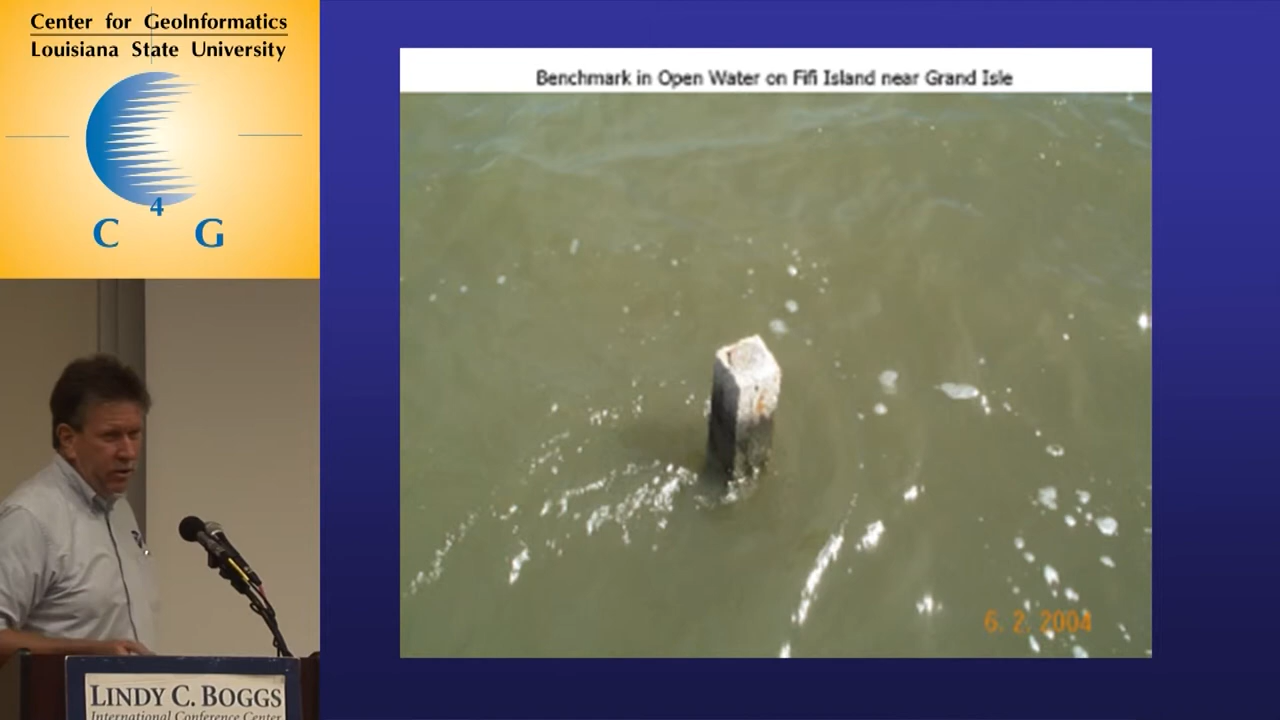 Center for GeoInformatics
Louisiana State University
C 4 G
Benchmark in Open Water on Fifi Island near Grand Isle
6. 2. 2004
LINDY C. BOGGS
International Conference Center